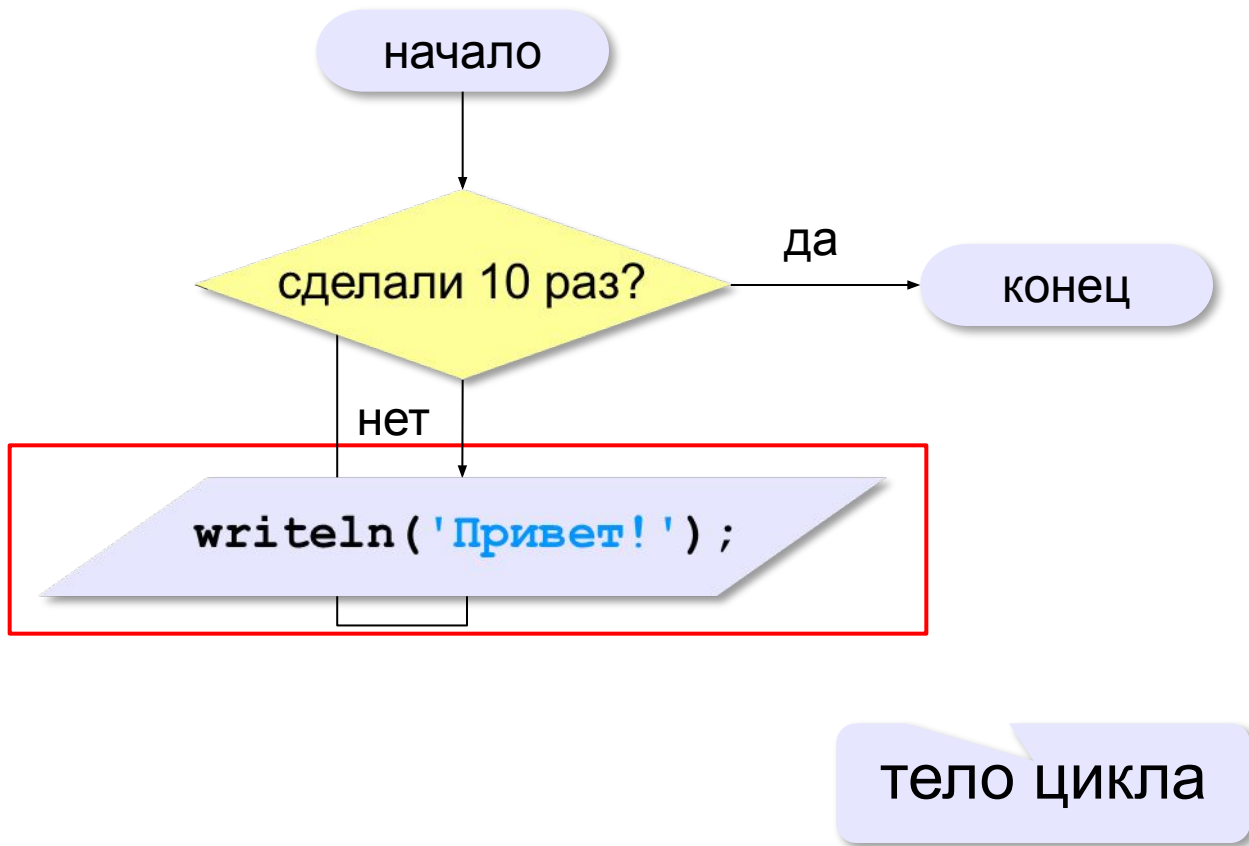 начало
да
сделали 10 раз?
конец
нет
writeln('Привет!');
тело цикла